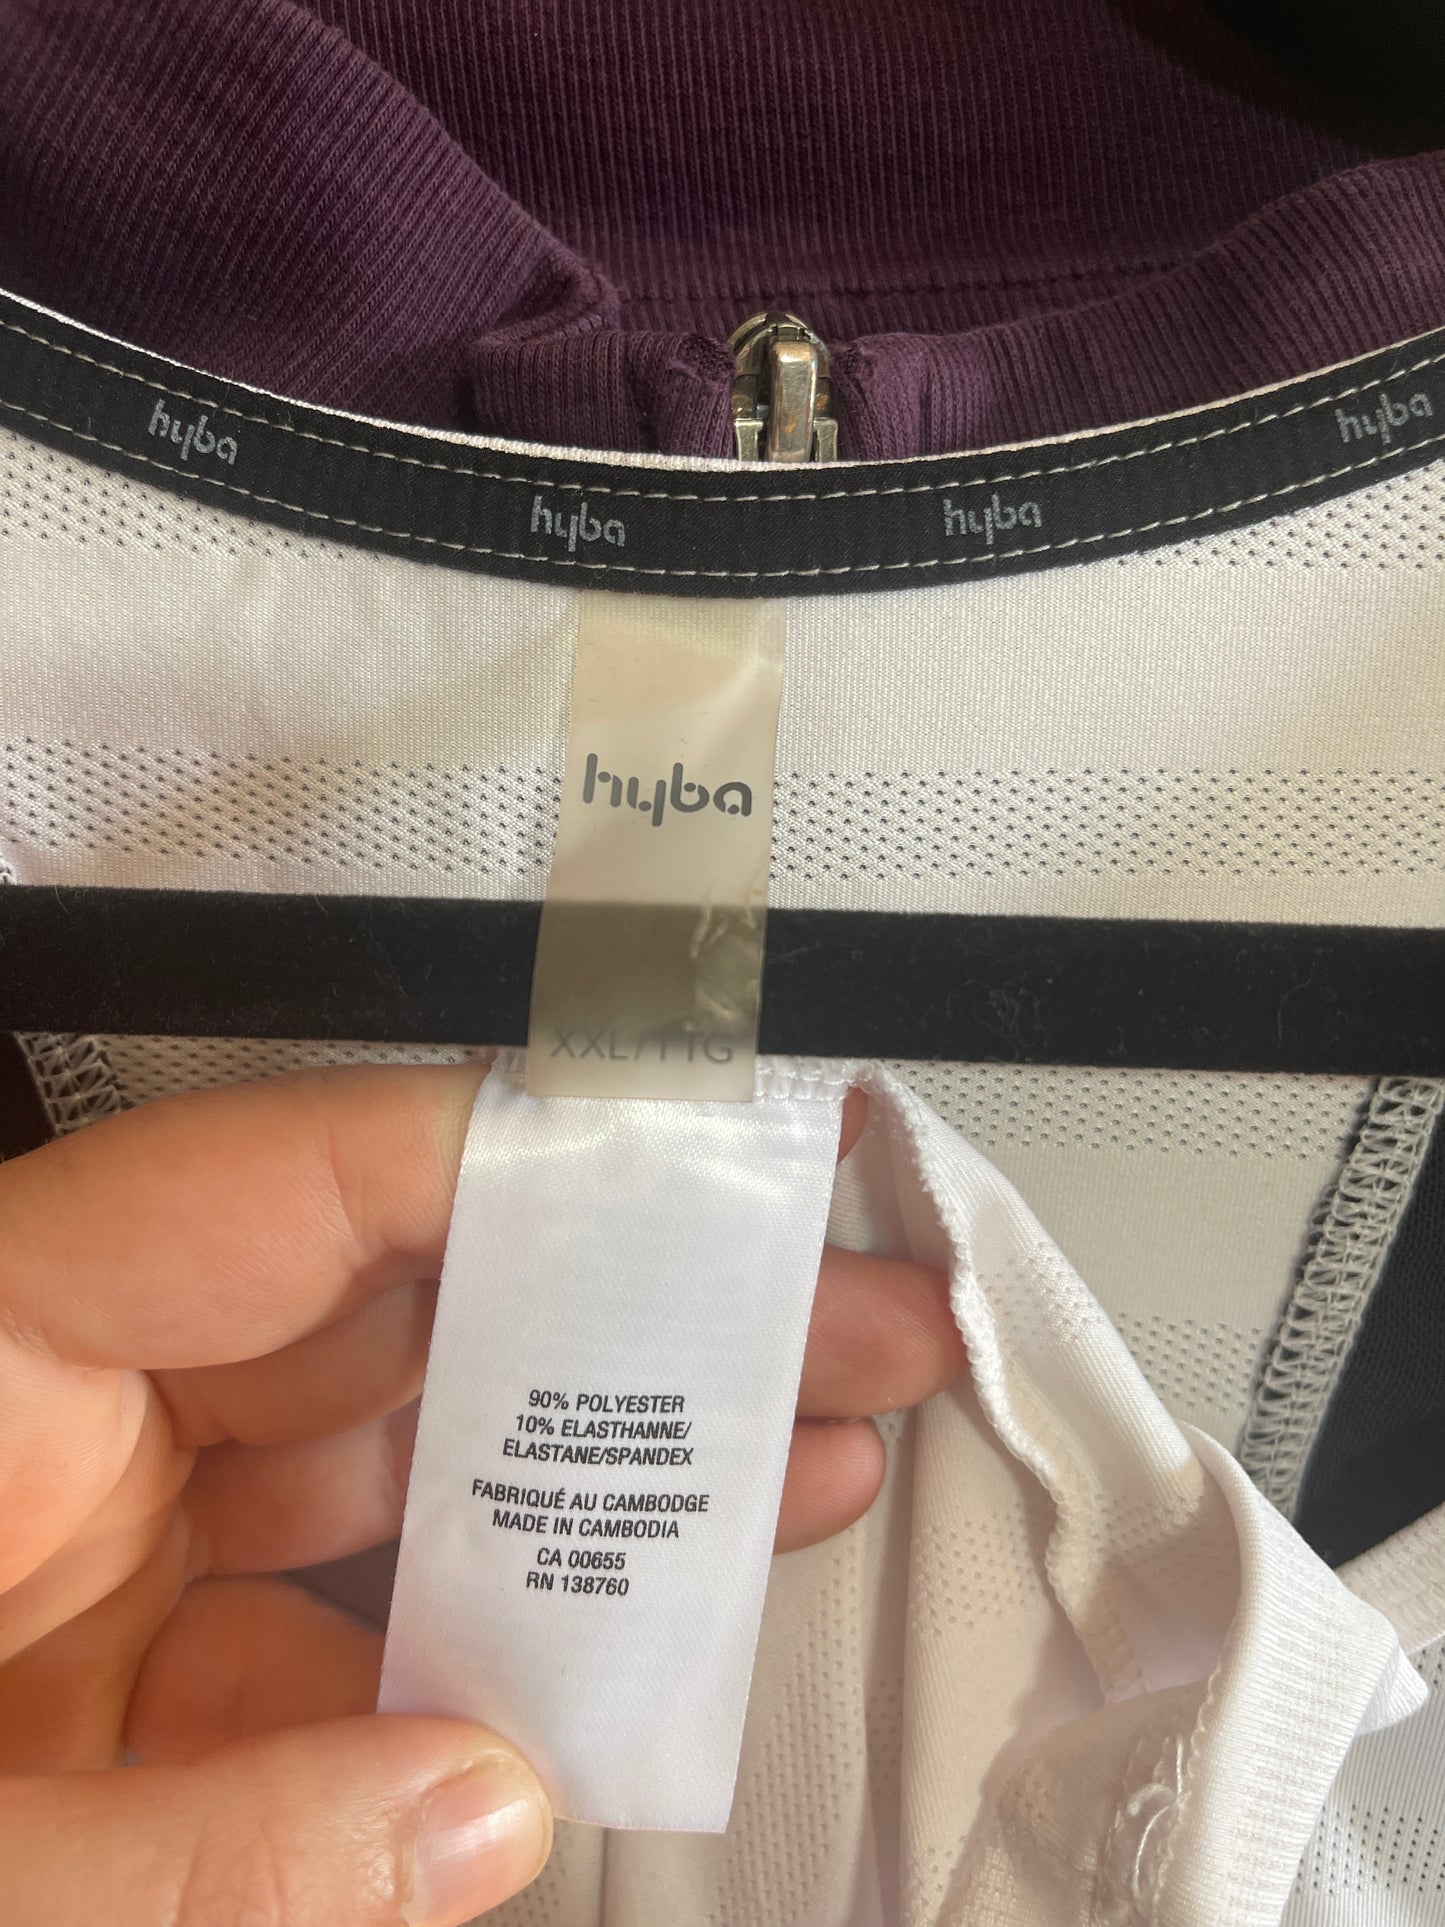 hyba
hyba
hyba
hyba
hyba
XXL/TTG
90% POLYESTER
10% ELASTHANNE/
ELASTANE/SPANDEX
FABRIQUÉ AU CAMBODGE
MADE IN CAMBODIA
CA 00655
RN 138760